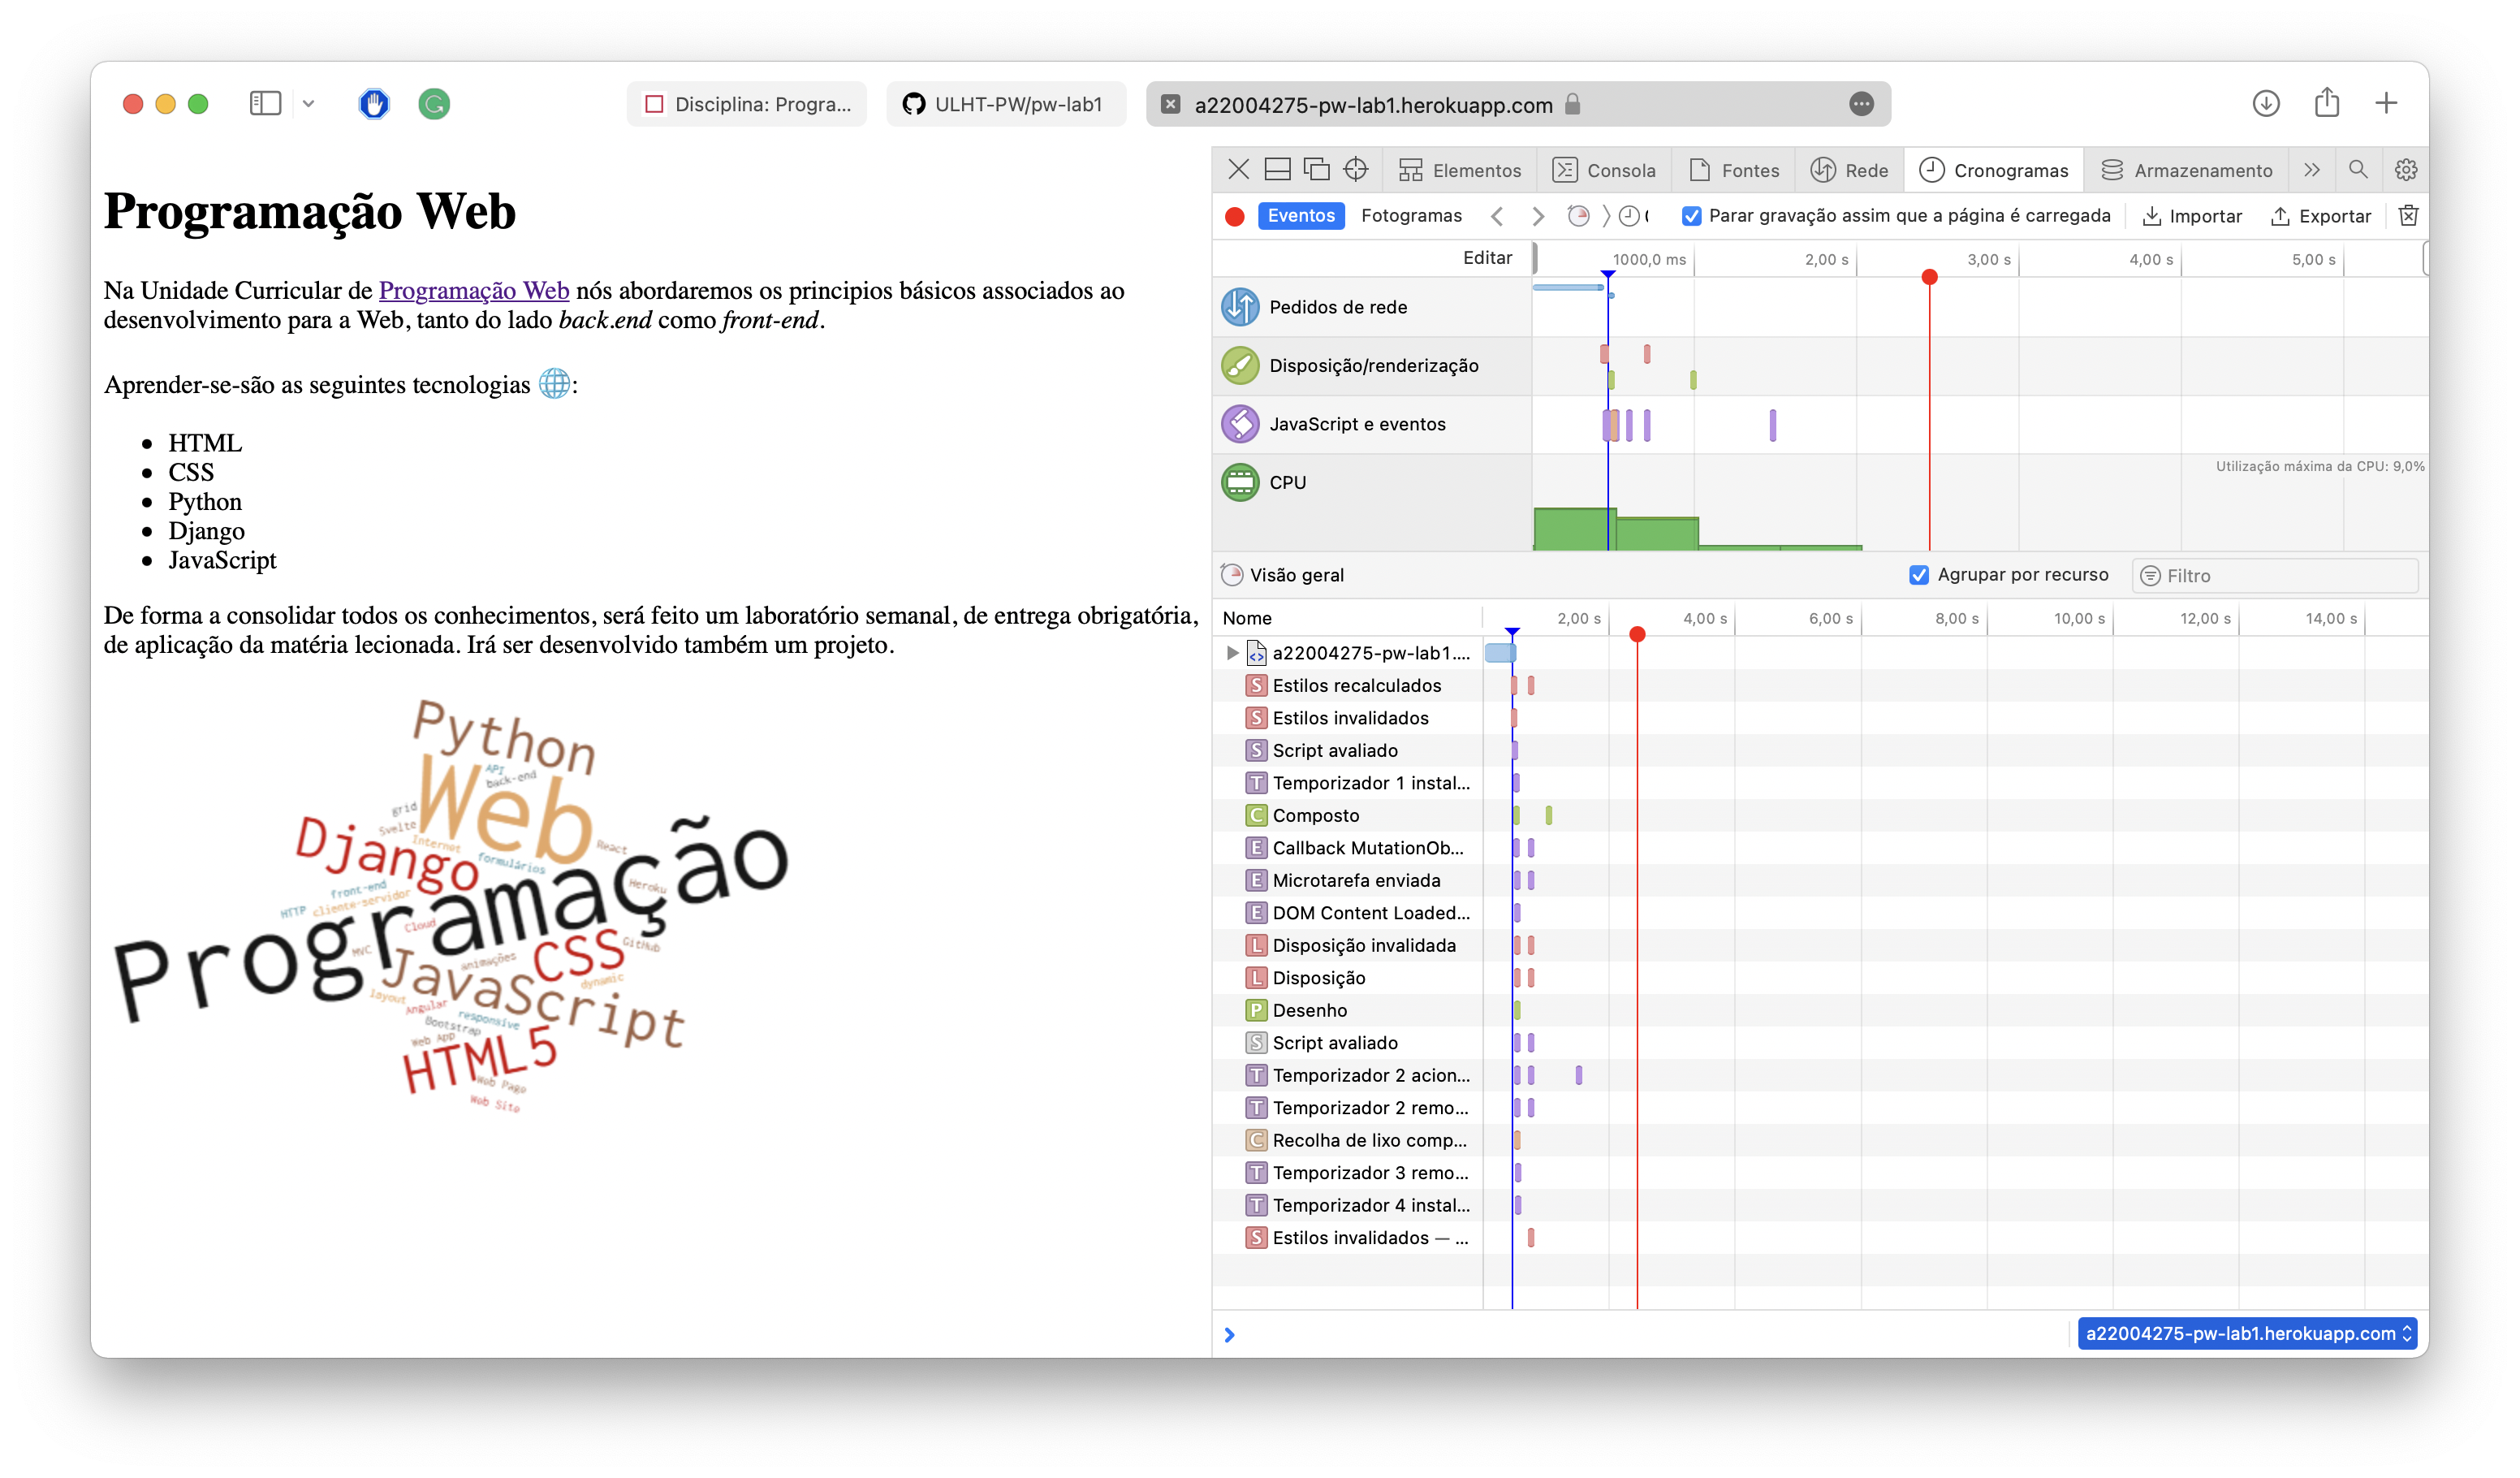 Disciplina: Progra...
ULHT-PW/pw-lab1
a22004275-pw-lab1.herokuapp.com
Programação Web
Na Unidade Curricular de Programação Web nós abordaremos os principios básicos associados ao
desenvolvimento para a Web, tanto do lado back.end como front-end.
Aprender-se-são as seguintes tecnologias 🌐:
• HTML
• CSS
• Python
• Django
• JavaScript
De forma a consolidar todos os conhecimentos, será feito um laboratório semanal, de entrega obrigatória,
de aplicação da matéria lecionada. Irá ser desenvolvido também um projeto.
Python
API
back-end
Web
grid
Svelte
Django
Internet
React
formulários
Programação
Heroku
front-end
HTTP
cliente-servidor
Cloud
GitHub
MVC
CSS
JavaScript
animações
dynamic
layout
Angular
responsive
Bootstrap
Web App
HTML5
Web Page
Web Site
Elementos
Consola
Fontes
Rede
Cronogramas
Armazenamento
Eventos
Fotogramas
Parar gravação assim que a página é carregada
Importar
Exportar
Editar
1000,0 ms
2,00 s
3,00 s
4,00 s
5,00 s
Pedidos de rede
Disposição/renderização
JavaScript e eventos
CPU
Utilização máxima da CPU: 9,0%
Visão geral
Agrupar por recurso
Filtro
Nome
2,00 s
4,00 s
6,00 s
8,00 s
10,00 s
12,00 s
14,00 s
a22004275-pw-lab1....
S Estilos recalculados
S Estilos invalidados
S Script avaliado
T Temporizador 1 instal...
C Composto
E Callback MutationOb...
E Microtarefa enviada
E DOM Content Loaded...
L Disposição invalidada
L Disposição
P Desenho
S Script avaliado
T Temporizador 2 acion...
T Temporizador 2 remo...
C Recolha de lixo comp...
T Temporizador 3 remo...
T Temporizador 4 instal...
S Estilos invalidados — ...
a22004275-pw-lab1.herokuapp.com